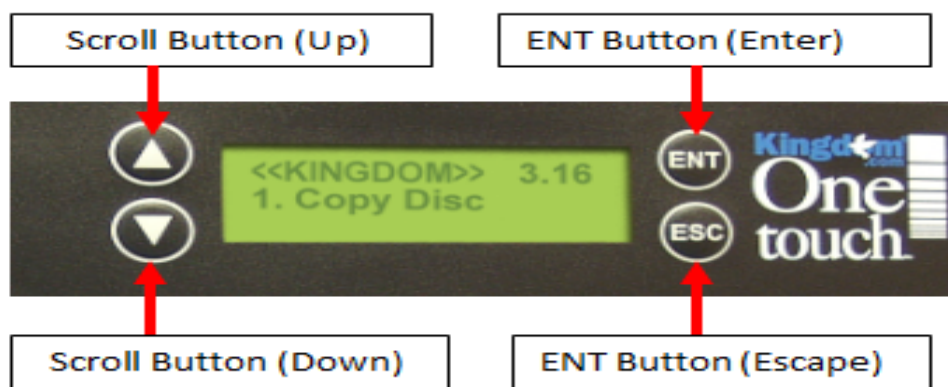 Scroll Button (Up)
ENT Button (Enter)
<<KINGDOM>> 3.16
1. Copy Disc
ENT
ESC
Kingdom
.com
One
touch
Scroll Button (Down)
ENT Button (Escape)